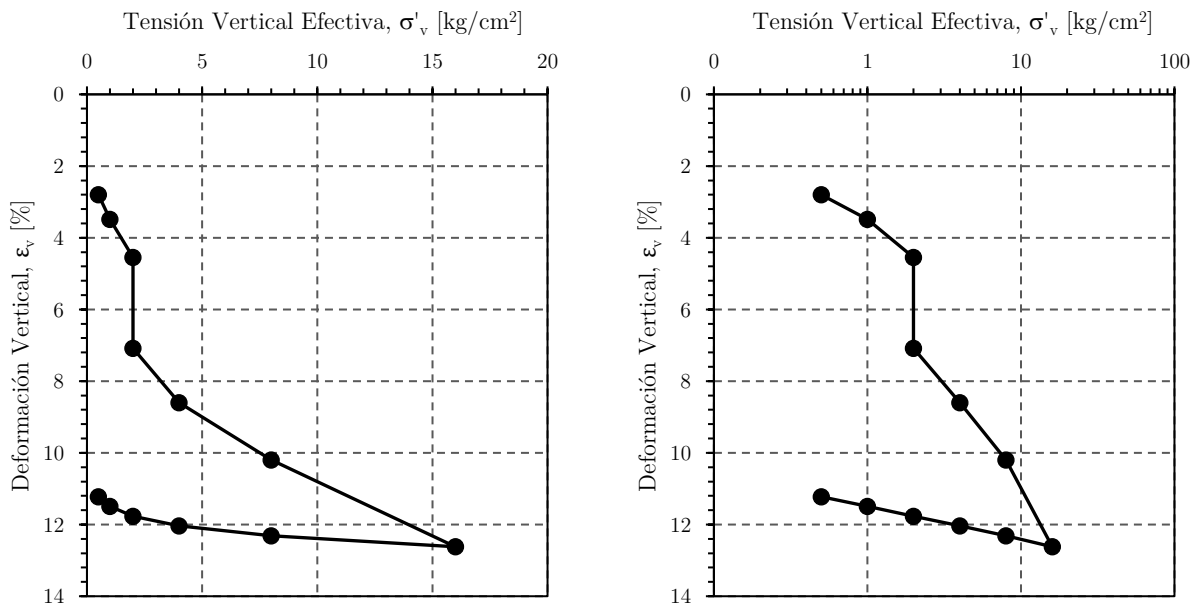 Tensión Vertical Efectiva, σ'v [kg/cm²]
0 5 10 15 20
0
2
4
6
8
10
12
14
Deformación Vertical, εv [%]
Tensión Vertical Efectiva, σ'v [kg/cm²]
0 1 10 100
0
2
4
6
8
10
12
14
Deformación Vertical, εv [%]